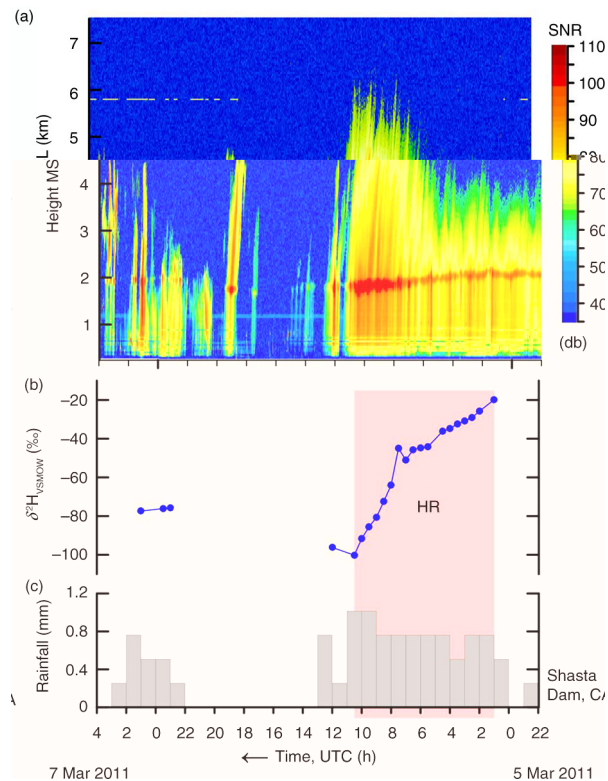 (a)
SNR
7
6
5
4
3
2
1
Height MSL (km)
110
100
90
80
70
60
50
40
(db)
(b)
−20
−40
−60
−80
−100
δ²H VSMOW (‰)
HR
(c)
1.2
0.8
0.4
0
Rainfall (mm)
Shasta
Dam, CA
A
4 2 0 22 20 18 16 14 12 10 8 6 4 2 0 22
← Time, UTC (h)
7 Mar 2011 5 Mar 2011